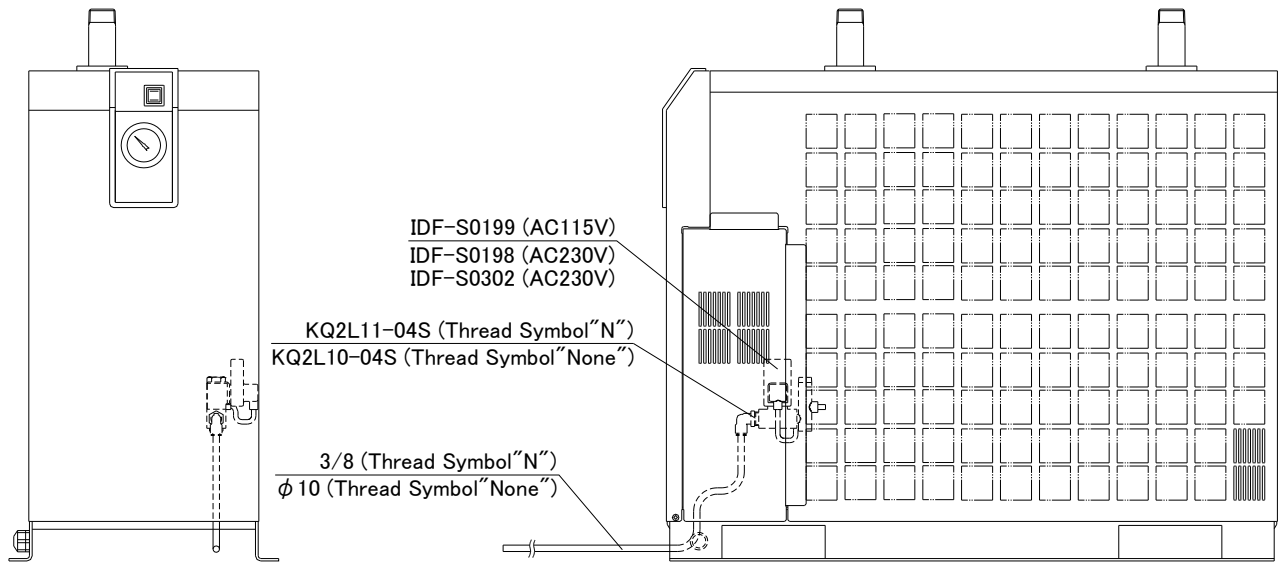 IDF-S0199 (AC115V)
IDF-S0198 (AC230V)
IDF-S0302 (AC230V)
KQ2L11-04S (Thread Symbol"N")
KQ2L10-04S (Thread Symbol"None")
3/8 (Thread Symbol"N")
φ10 (Thread Symbol"None")